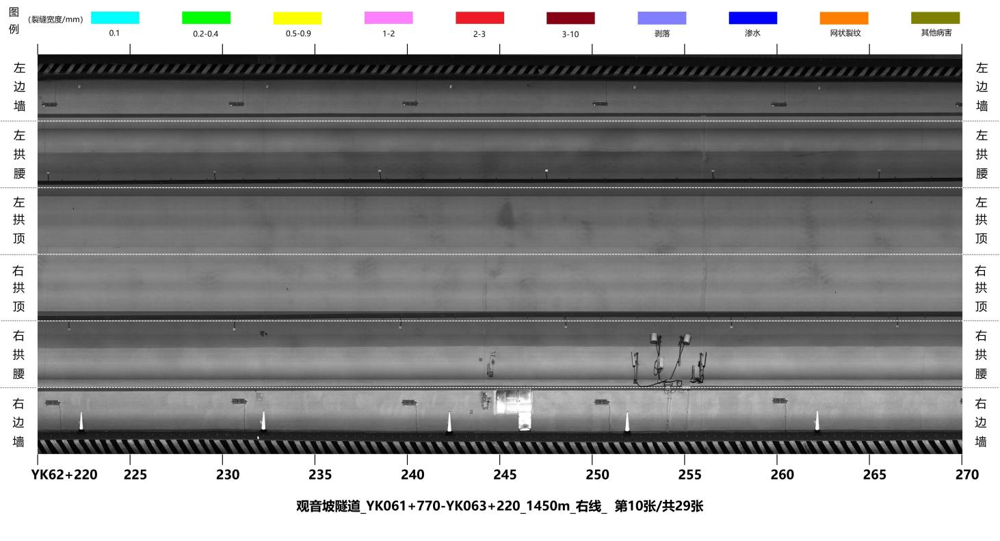 图例 (裂缝宽度/mm)
0.1 0.2-0.4 0.5-0.9 1-2 2-3 3-10 剥落 渗水 网状裂纹 其他病害
左边墙 左边墙
左拱腰 左拱腰
左拱顶 左拱顶
右拱顶 右拱顶
右拱腰 右拱腰
右边墙 右边墙
YK62+220 225 230 235 240 245 250 255 260 265 270
观音坡隧道_YK061+770-YK063+220_1450m_右线_ 第10张/共29张